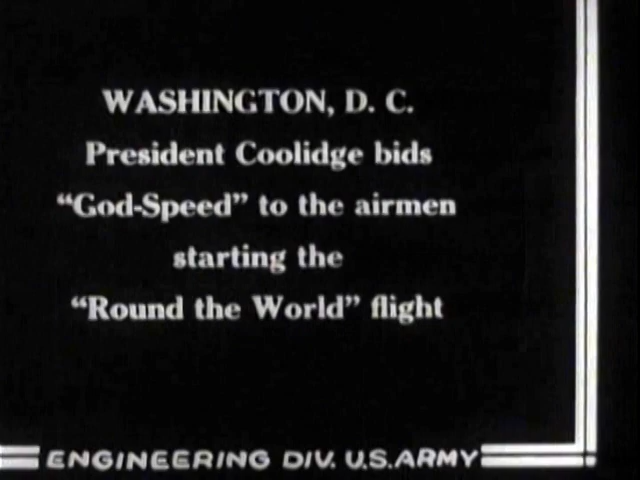 WASHINGTON, D. C.
President Coolidge bids
“God-Speed” to the airmen
starting the
“Round the World” flight
ENGINEERING DIV. U.S.ARMY